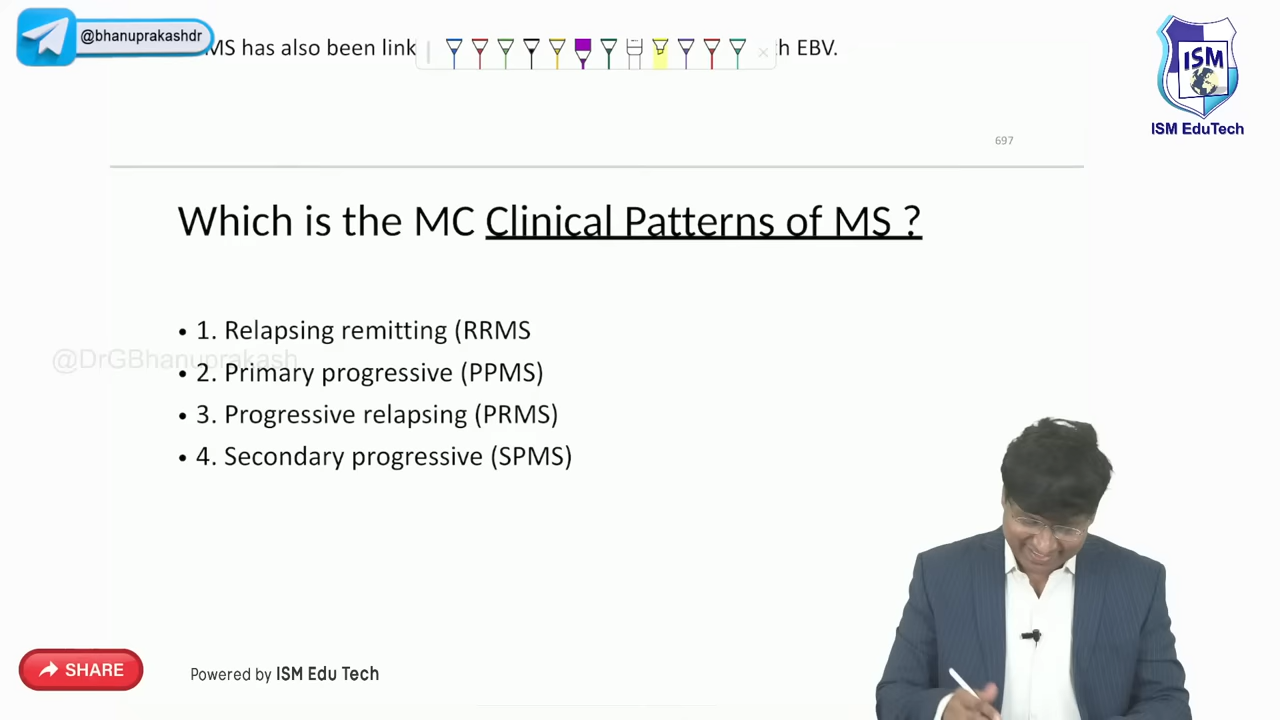 @bhanuprakashdr
MS has also been link
h EBV.
ISM
ISM EduTech
697
Which is the MC Clinical Patterns of MS ?
• 1. Relapsing remitting (RRMS
@DrGBhanuprakash
• 2. Primary progressive (PPMS)
• 3. Progressive relapsing (PRMS)
• 4. Secondary progressive (SPMS)
SHARE
Powered by ISM Edu Tech